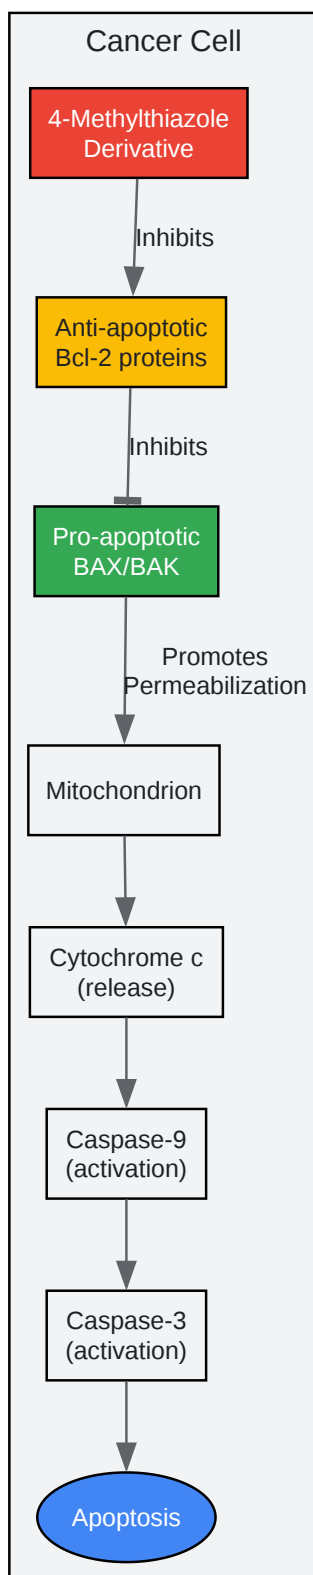 Cancer Cell
4-Methylthiazole
Derivative
Inhibits
Anti-apoptotic
Bcl-2 proteins
Inhibits
Pro-apoptotic
BAX/BAK
Promotes
Permeabilization
Mitochondrion
Cytochrome c
(release)
Caspase-9
(activation)
Caspase-3
(activation)
Apoptosis